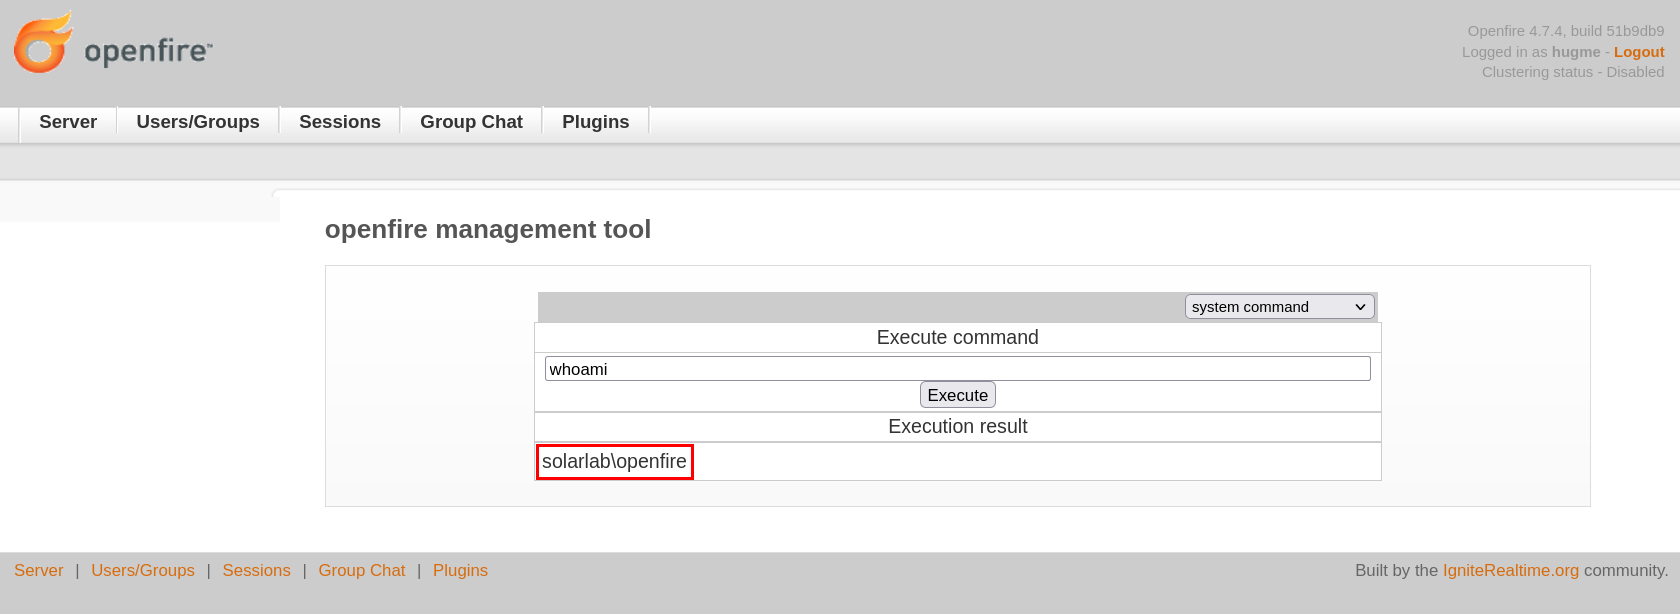 openfire™
Openfire 4.7.4, build 51b9db9
Logged in as hugme - Logout
Clustering status - Disabled
Server Users/Groups Sessions Group Chat Plugins
openfire management tool
system command
Execute command
whoami
Execute
Execution result
solarlab\openfire
Server | Users/Groups | Sessions | Group Chat | Plugins
Built by the IgniteRealtime.org community.